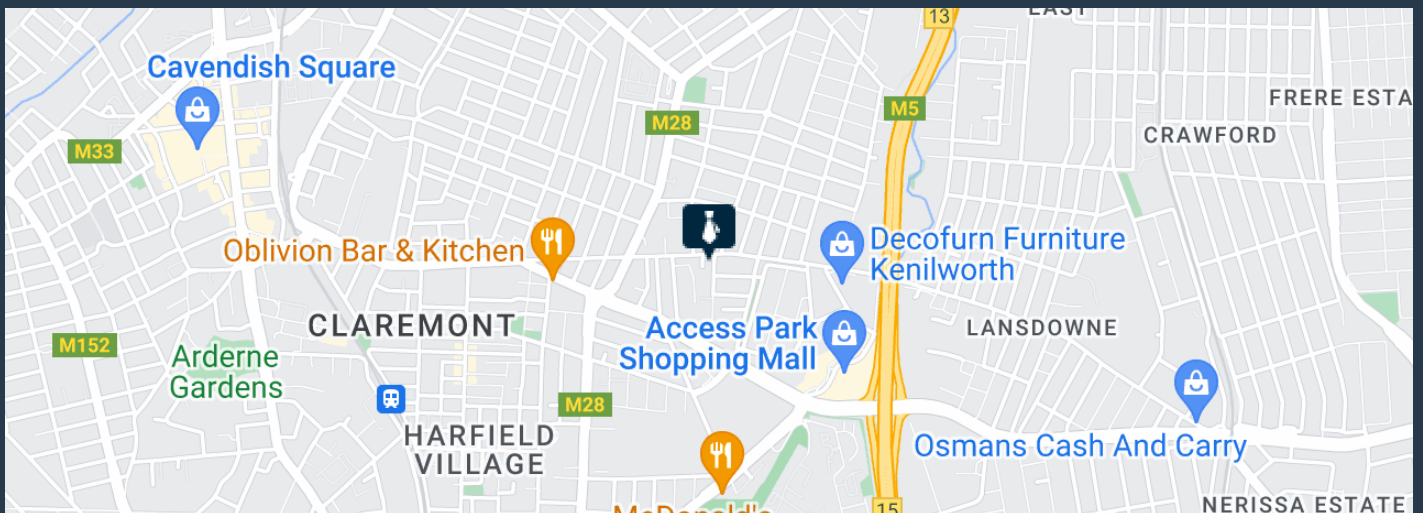 13
EAST
Cavendish Square
FRERE ESTA
M5
M28
CRAWFORD
M33
Oblivion Bar & Kitchen
Decofurn Furniture
Kenilworth
CLAREMONT
Access Park
Shopping Mall
LANSDOWNE
M152
Arderne
Gardens
M28
HARFIELD
VILLAGE
Osmans Cash And Carry
McDonald's
15
NERISSA ESTATE